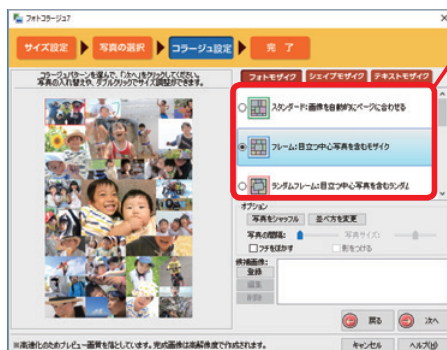 フォトコラージュ7
サイズ設定 写真の選択 コラージュ設定 完了
コラージュパターンを選んで、「次へ」をクリックしてください。
写真の入れ替えや、ダブルクリックでサイズ調整ができます。
フォトモザイク シェイプモザイク テキストモザイク
スタンダード:画像を自動的にページに合わせる
フレーム:目立つ中心写真を含むモザイク
ランダムフレーム:目立つ中心写真を含むランダム
オプション
写真をシャッフル 並べ方を変更
写真の間隔: 写真サイズ:
フチをぼかす 影をつける
候補画像:
登録
編集
削除
戻る 次へ
※高速化のためプレビュー画質を落としています。完成画像は高解像度で作成されます。
キャンセル ヘルプ(H)